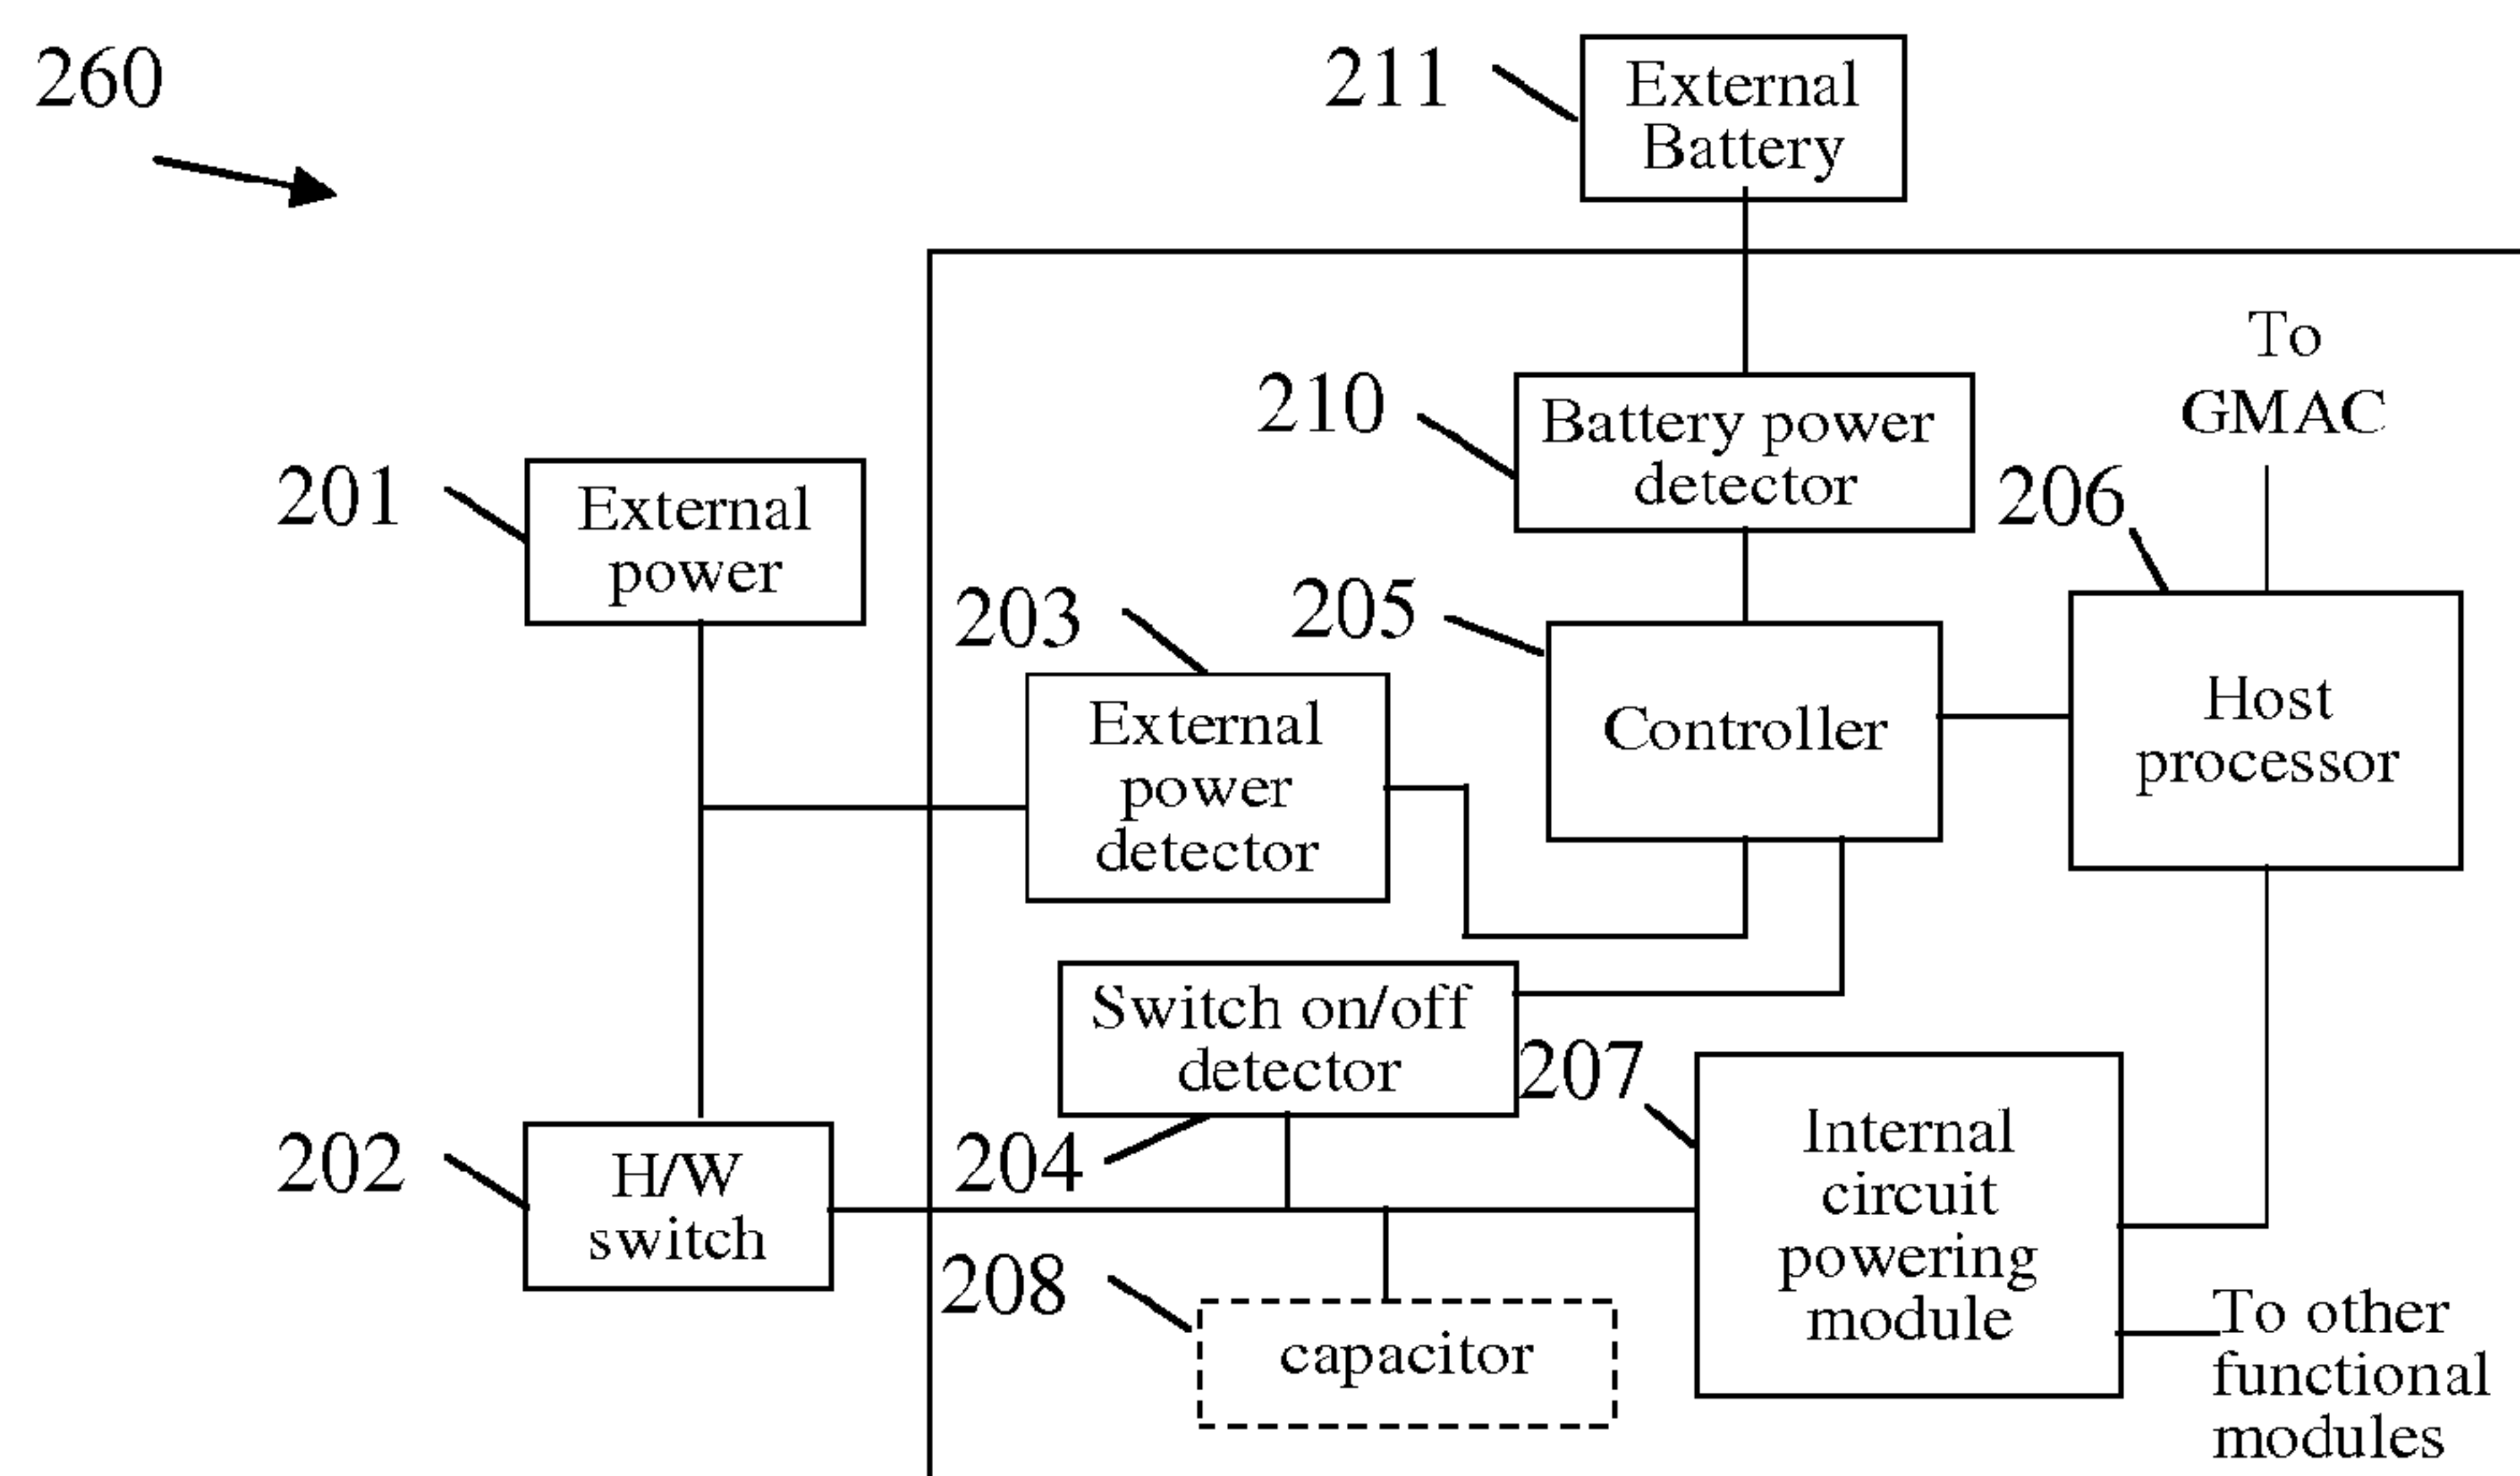 260
211
External
Battery
To
GMAC
210
Battery power
detector
206
201
External
power
203
205
External
power
detector
Controller
Host
processor
Switch on/off
detector
207
204
202
H/W
switch
Internal
circuit
powering
module
208
capacitor
To other
functional
modules